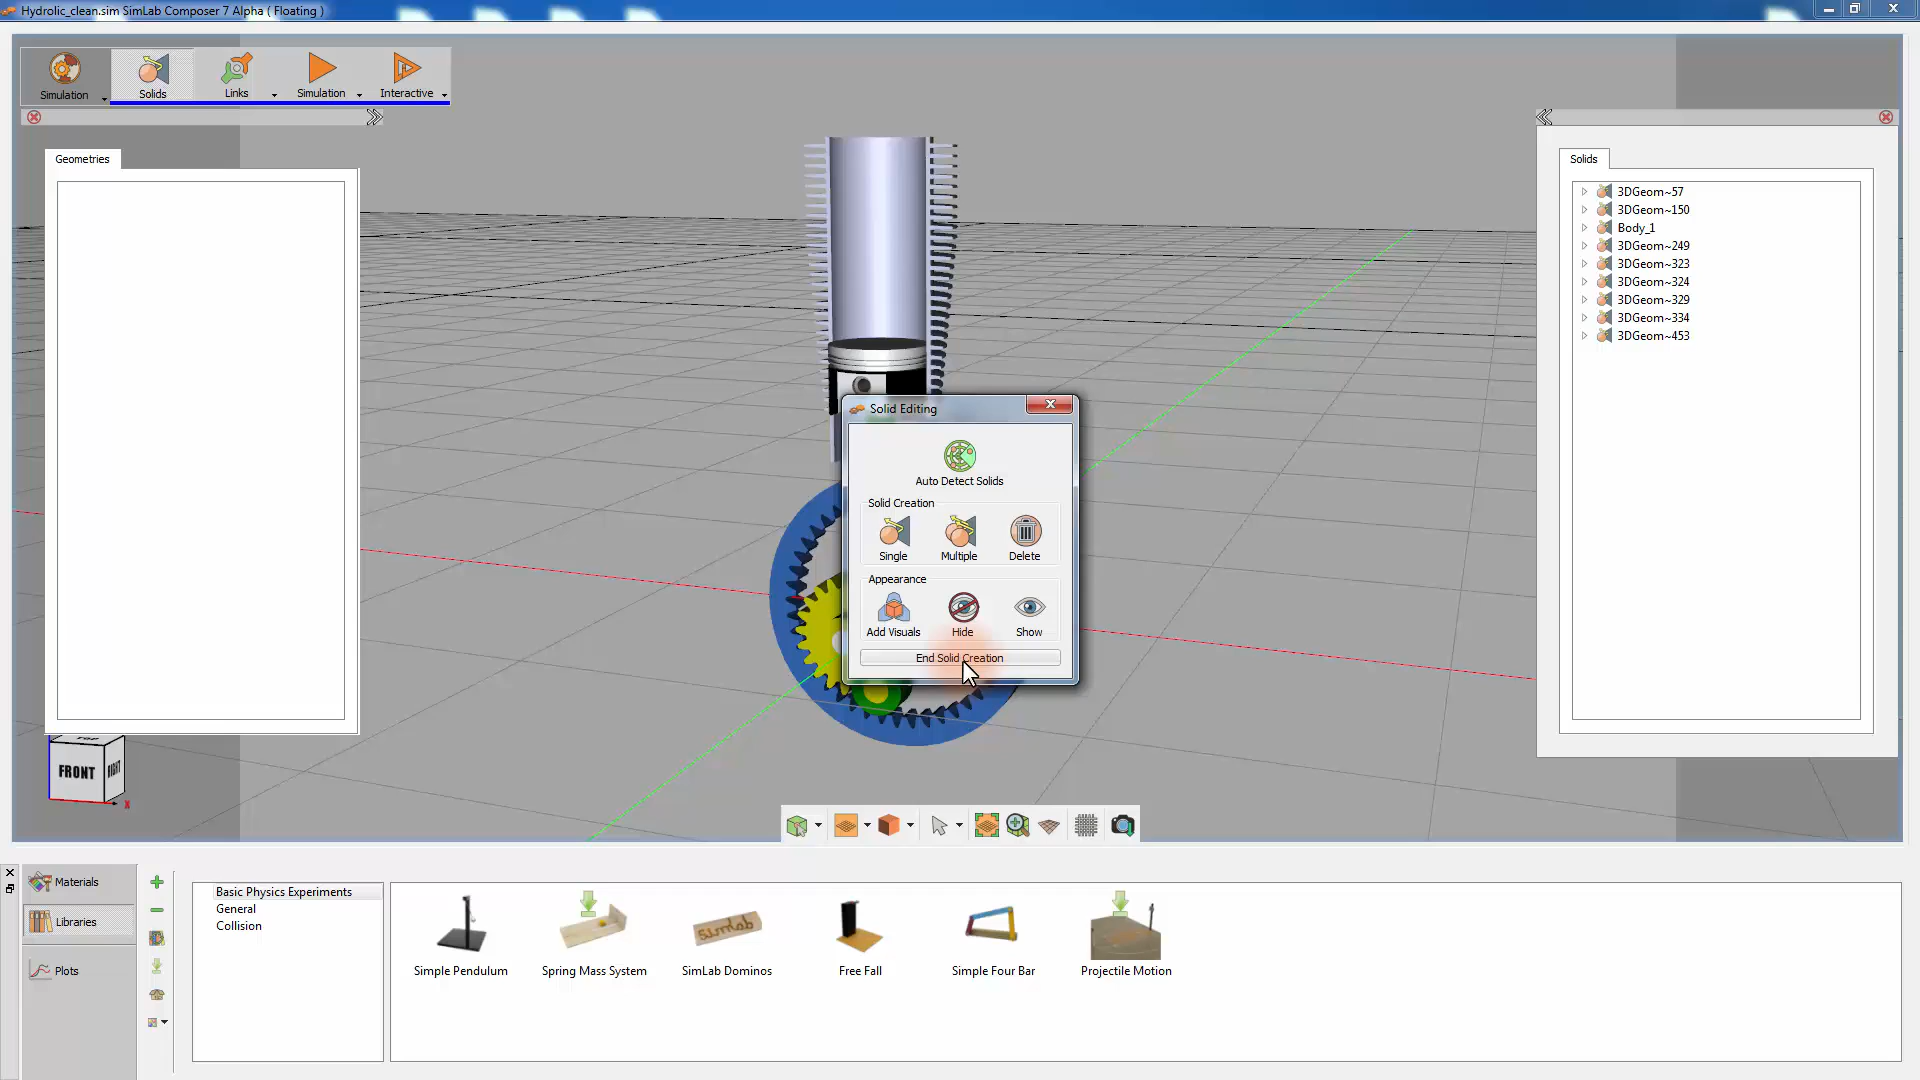 Hydrolic_clean.sim SimLab Composer 7 Alpha ( Floating )
Simulation
Solids
Links
Simulation
Interactive
Geometries
Solids
3DGeom~57
3DGeom~150
Body_1
3DGeom~249
3DGeom~323
3DGeom~324
3DGeom~329
3DGeom~334
3DGeom~453
Solid Editing
Auto Detect Solids
Solid Creation
Single
Multiple
Delete
Appearance
Add Visuals
Hide
Show
End Solid Creation
TOP
FRONT
RIGHT
X
Materials
Libraries
Plots
Basic Physics Experiments
General
Collision
simlab
Simple Pendulum
Spring Mass System
SimLab Dominos
Free Fall
Simple Four Bar
Projectile Motion